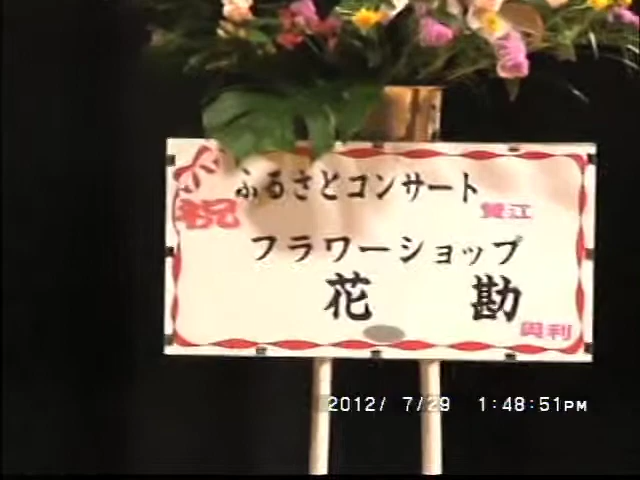 祝
ふるさとコンサート
賛江
フラワーショップ
花 勘
與利
2012/ 7/29 1:48:51PM